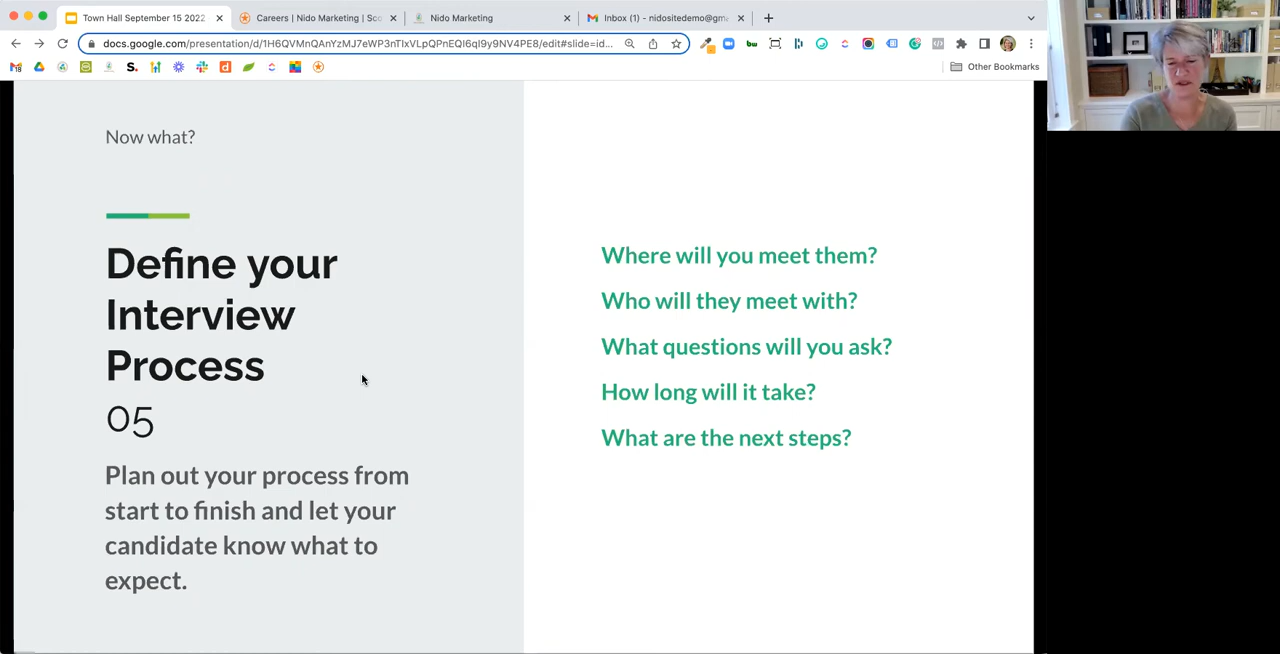 Town Hall September 15 2022
Careers | Nido Marketing | Sco
Nido Marketing
Inbox (1) - nidositedemo@gm
docs.google.com/presentation/d/1H6QVMnQAnYzMJ7eWP3nTlxVLpQPnEQI6qI9y9NV4PE8/edit#slide=id...
Other Bookmarks
Now what?
Define your
Interview
Process
05
Plan out your process from
start to finish and let your
candidate know what to
expect.
Where will you meet them?
Who will they meet with?
What questions will you ask?
How long will it take?
What are the next steps?